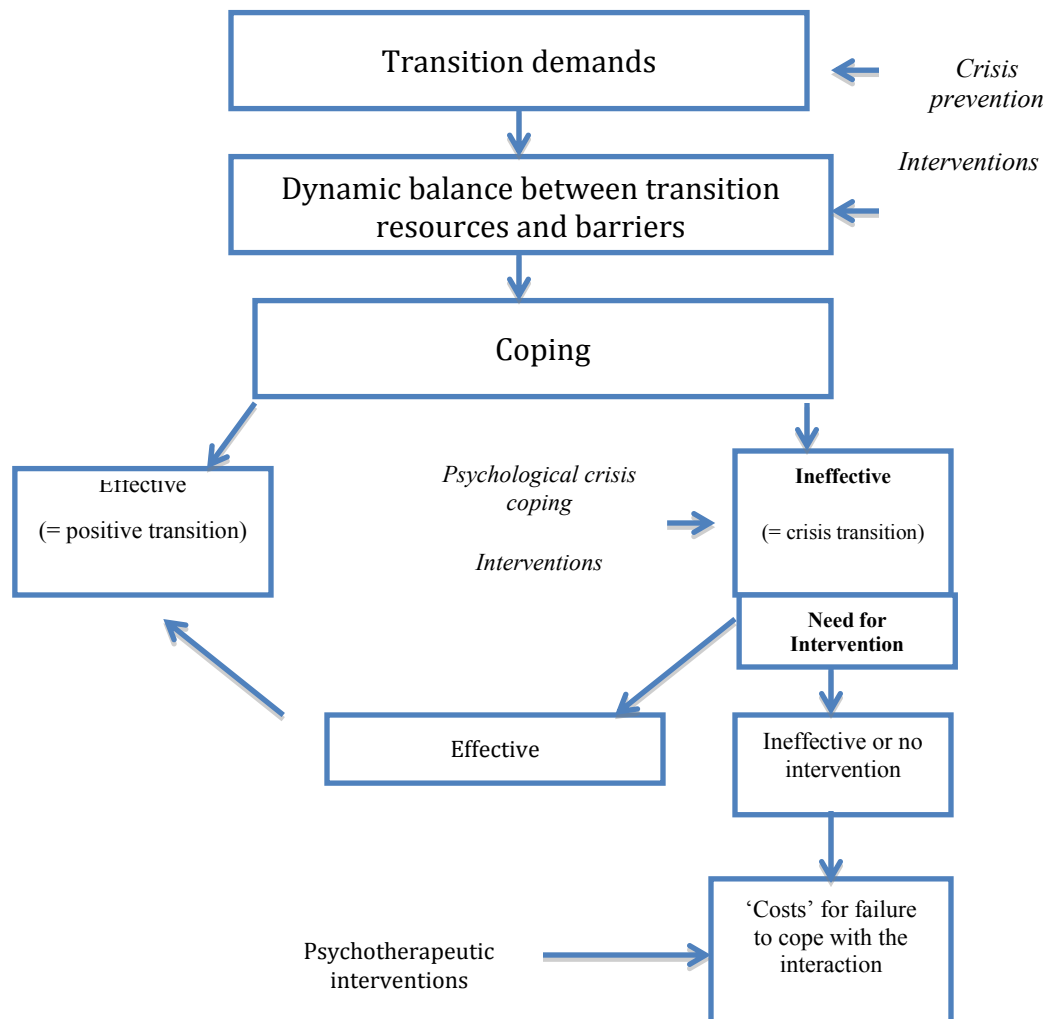 Transition demands
Crisis
prevention
Interventions
Dynamic balance between transition
resources and barriers
Coping
Effective
(= positive transition)
Psychological crisis
coping
Interventions
Ineffective
(= crisis transition)
Need for
Intervention
Effective
Ineffective or no
intervention
Psychotherapeutic
interventions
‘Costs’ for failure
to cope with the
interaction